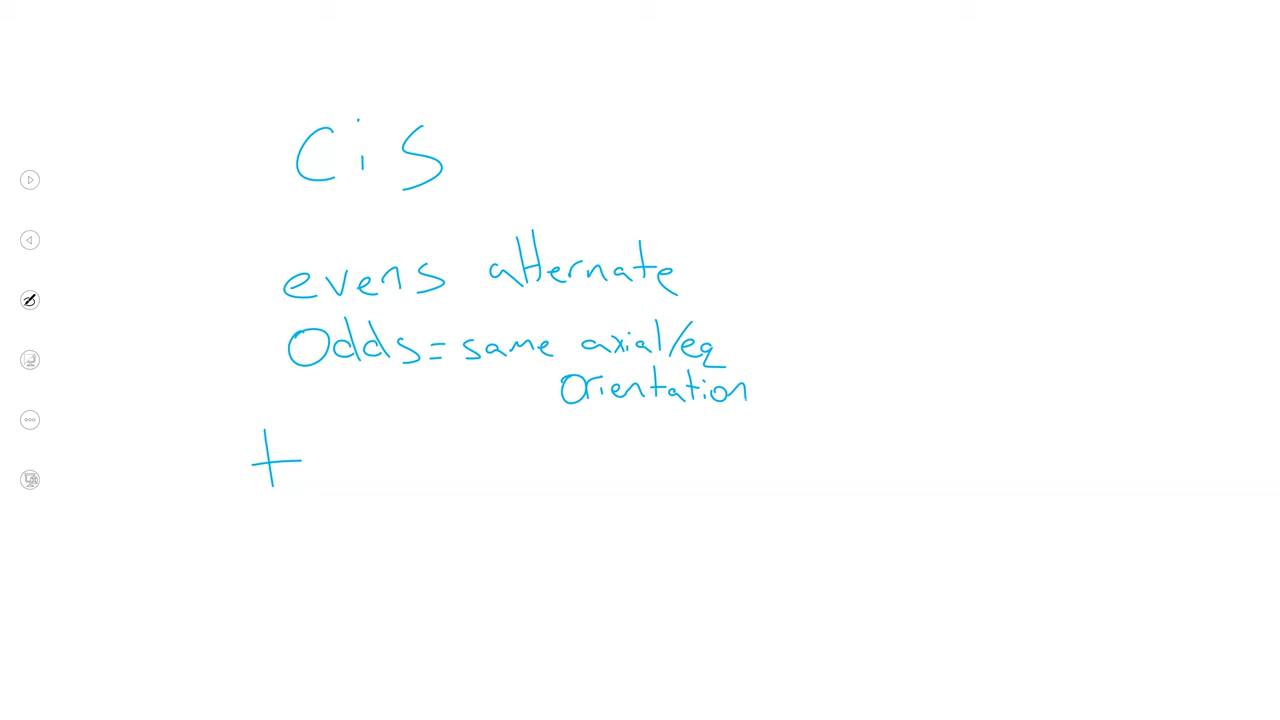 Cis
evens alternate
Odds = same axial/eq
Orientation
t